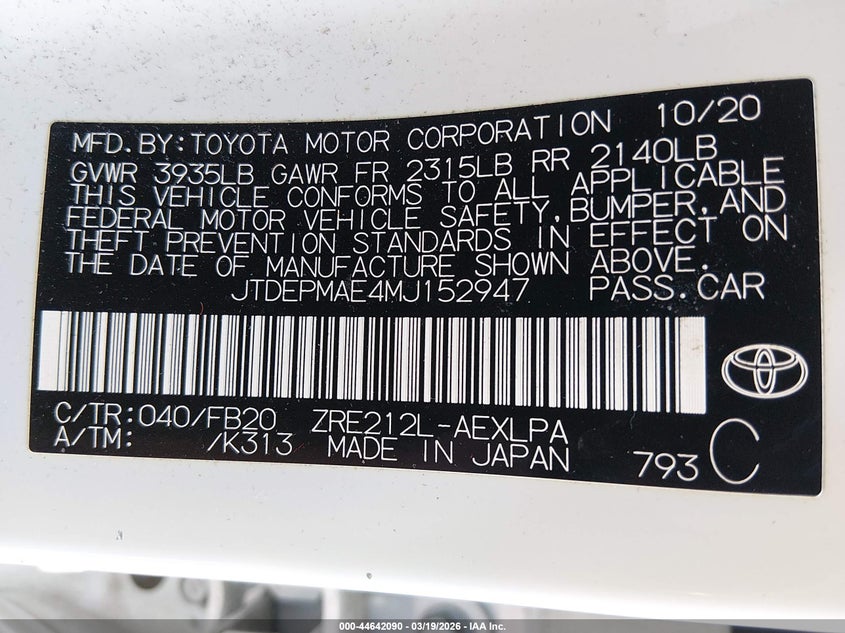 MFD. BY: TOYOTA MOTOR CORPORATION 10/20
GVWR 3935LB GAWR FR 2315LB RR 2140LB
THIS VEHICLE CONFORMS TO ALL APPLICABLE
FEDERAL MOTOR VEHICLE SAFETY, BUMPER, AND
THEFT PREVENTION STANDARDS IN EFFECT ON
THE DATE OF MANUFACTURE SHOWN ABOVE.
JTDEPMAE4MJ152947 PASS. CAR
C/TR: 040/FB20 ZRE212L-AEXLPA
A/TM: /K313 MADE IN JAPAN 793 C
000-44642090 - 03/19/2026 - IAA Inc.